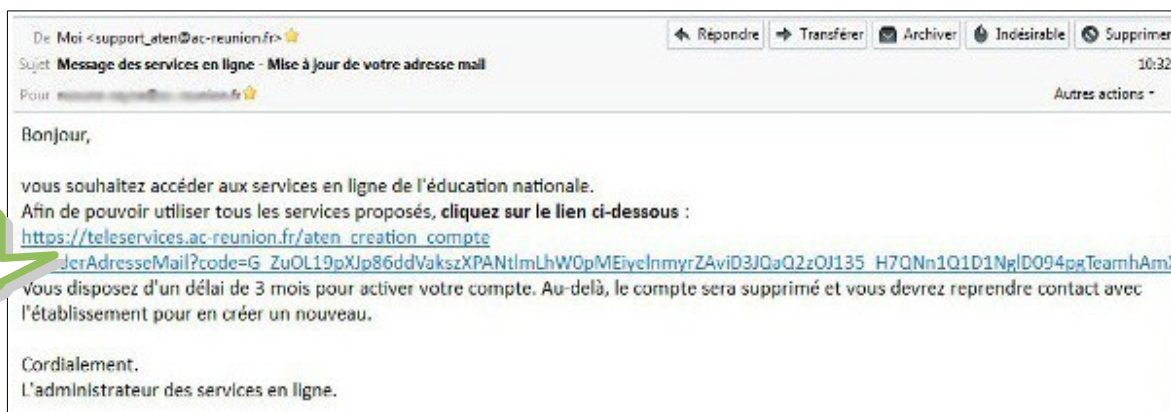 De Moi <support_aten@ac-reunion.fr>
Répondre Transférer Archiver Indésirable Supprimer
Sujet Message des services en ligne - Mise à jour de votre adresse mail 10:32
Pour
Autres actions
Bonjour,
vous souhaitez accéder aux services en ligne de l'éducation nationale.
Afin de pouvoir utiliser tous les services proposés, cliquez sur le lien ci-dessous :
https://teleservices.ac-reunion.fr/aten_creation_compte
derAdresseMail?code=G_ZuOL19pXJp86ddVakszXPANtlmLhW0pMEiyelnmyrZAviD3JQaQ2zOJ135_H7QNn1Q1D1NglD094pgTeamhAmX
Vous disposez d'un délai de 3 mois pour activer votre compte. Au-delà, le compte sera supprimé et vous devrez reprendre contact avec
l'établissement pour en créer un nouveau.
Cordialement.
L'administrateur des services en ligne.